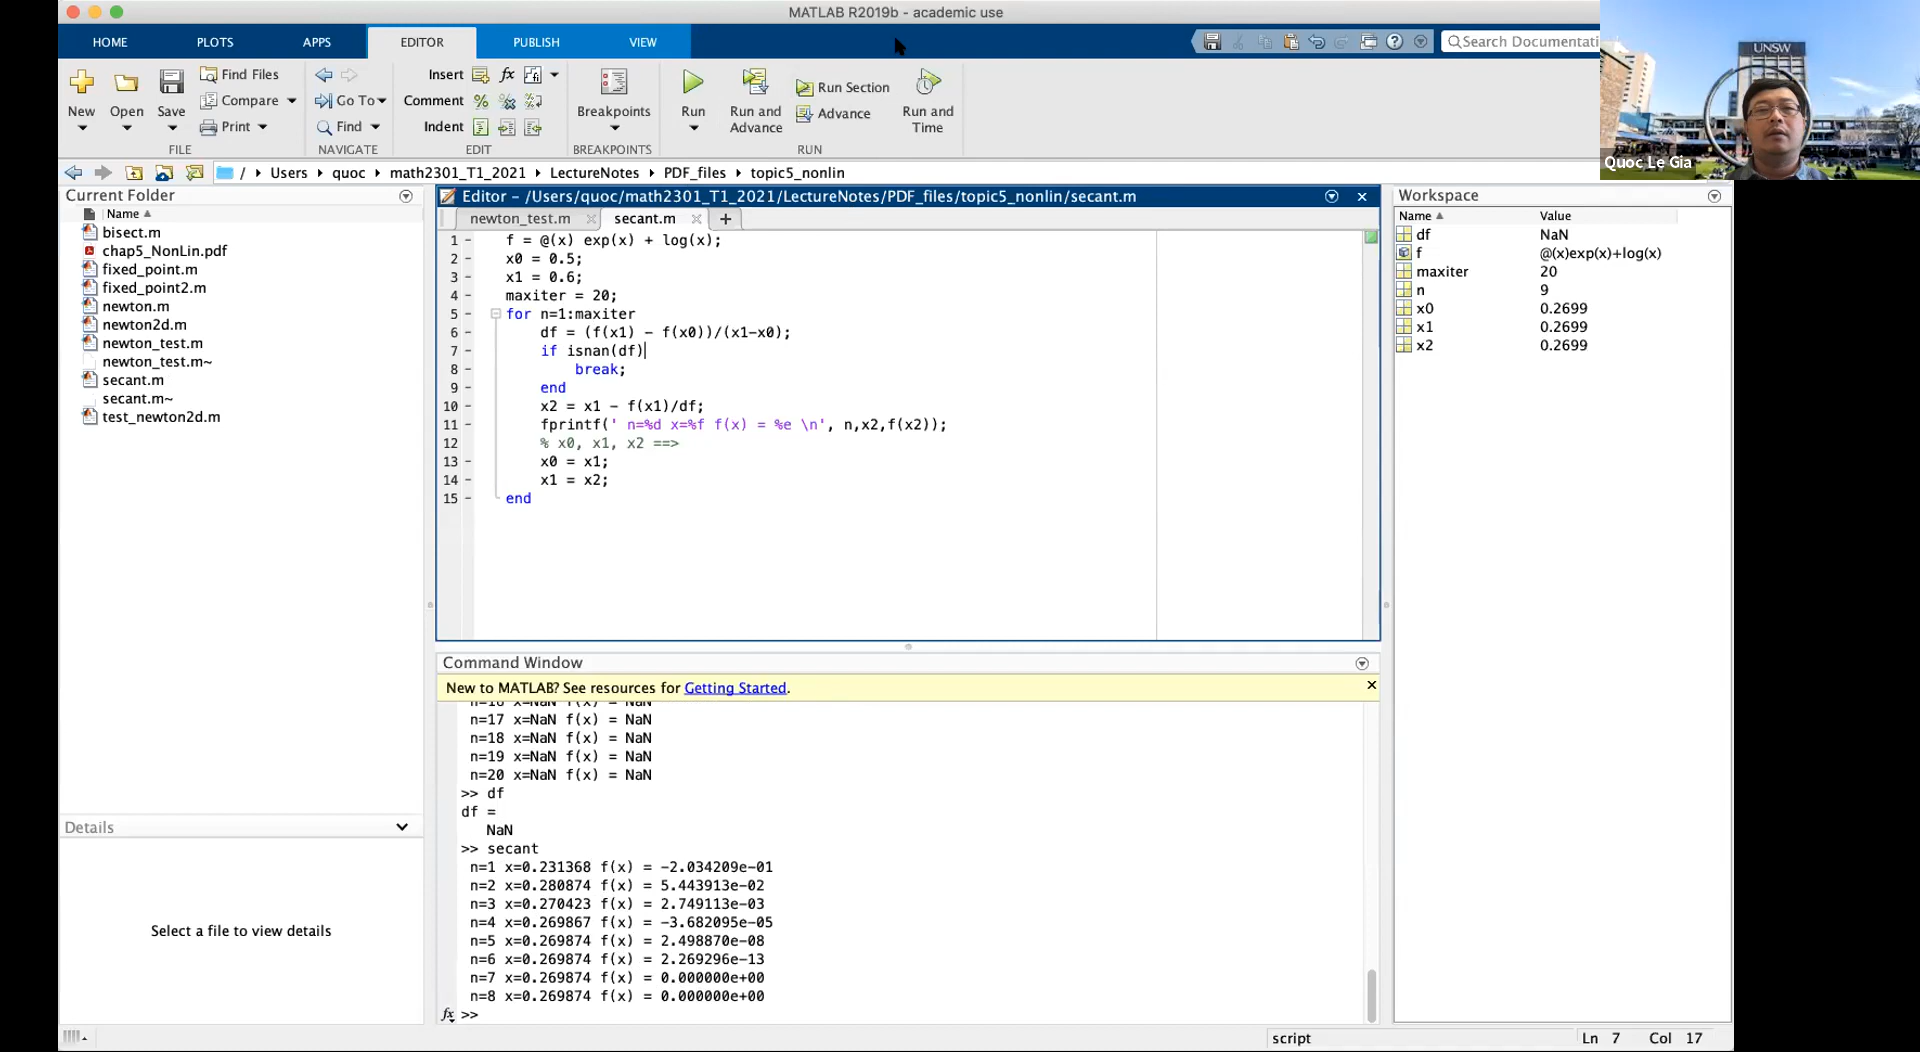 MATLAB R2019b - academic use
HOME PLOTS APPS EDITOR PUBLISH VIEW
Search Documentati
New Open Save
Find Files
Compare
Print
FILE
Go To
Find
NAVIGATE
Insert fx
Comment
Indent
EDIT
Breakpoints
BREAKPOINTS
Run
Run and Advance
Run Section
Advance
Run and Time
RUN
UNSW
Quoc Le Gia
/ Users quoc math2301_T1_2021 LectureNotes PDF_files topic5_nonlin
Current Folder
Name
bisect.m
chap5_NonLin.pdf
fixed_point.m
fixed_point2.m
newton.m
newton2d.m
newton_test.m
newton_test.m~
secant.m
secant.m~
test_newton2d.m
Details
Select a file to view details
Editor - /Users/quoc/math2301_T1_2021/LectureNotes/PDF_files/topic5_nonlin/secant.m
newton_test.m secant.m
1 f = @(x) exp(x) + log(x);
2 x0 = 0.5;
3 x1 = 0.6;
4 maxiter = 20;
5 for n=1:maxiter
6 df = (f(x1) - f(x0))/(x1-x0);
7 if isnan(df)
8 break;
9 end
10 x2 = x1 - f(x1)/df;
11 fprintf(' n=%d x=%f f(x) = %e \n', n,x2,f(x2));
12 % x0, x1, x2 ==>
13 x0 = x1;
14 x1 = x2;
15 end
Command Window
New to MATLAB? See resources for Getting Started.
n=16 x=NaN f(x) = NaN
n=17 x=NaN f(x) = NaN
n=18 x=NaN f(x) = NaN
n=19 x=NaN f(x) = NaN
n=20 x=NaN f(x) = NaN
>> df
df =
NaN
>> secant
n=1 x=0.231368 f(x) = -2.034209e-01
n=2 x=0.280874 f(x) = 5.443913e-02
n=3 x=0.270423 f(x) = 2.749113e-03
n=4 x=0.269867 f(x) = -3.682095e-05
n=5 x=0.269874 f(x) = 2.498870e-08
n=6 x=0.269874 f(x) = 2.269296e-13
n=7 x=0.269874 f(x) = 0.000000e+00
n=8 x=0.269874 f(x) = 0.000000e+00
fx >>
Workspace
Name Value
df NaN
f @(x)exp(x)+log(x)
maxiter 20
n 9
x0 0.2699
x1 0.2699
x2 0.2699
script Ln 7 Col 17